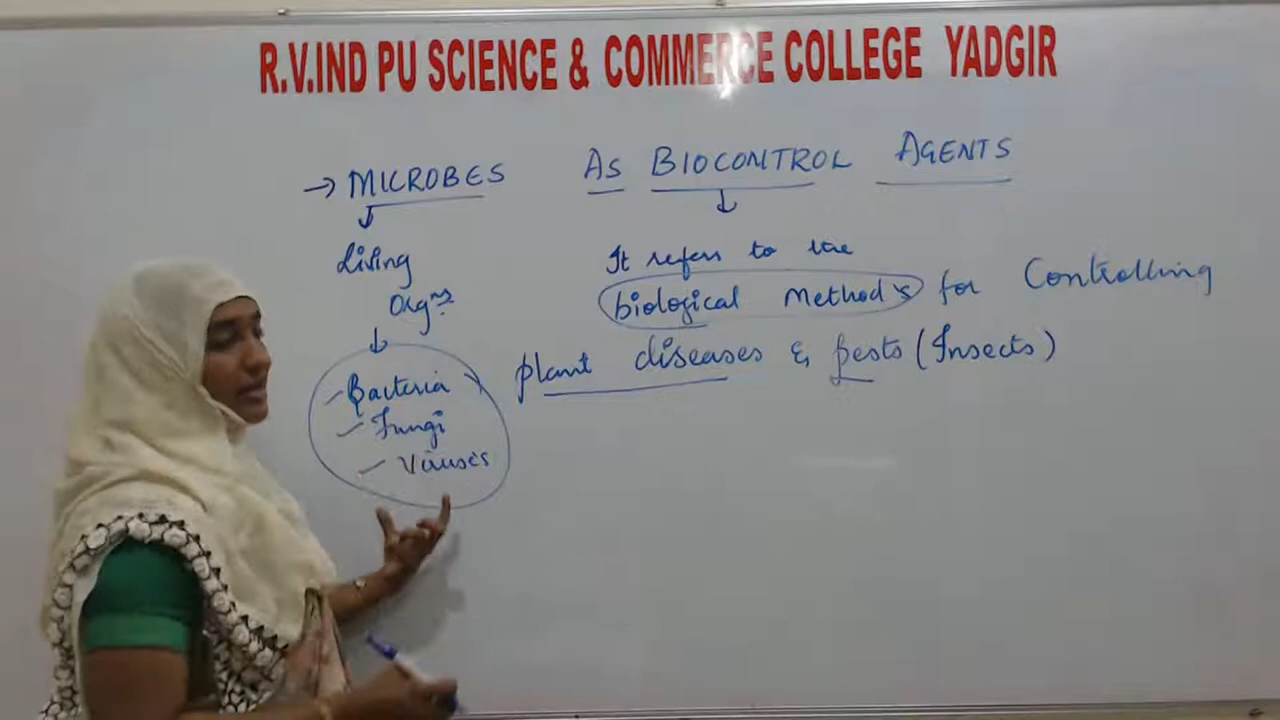 R.V.IND PU SCIENCE & COMMERCE COLLEGE YADGIR
→ MICROBES AS BIOCONTROL AGENTS
Living
Orgms
Bacteria
Fungi
Viruses
It refers to the
biological Method's for Controlling
plant diseases & pests (Insects)